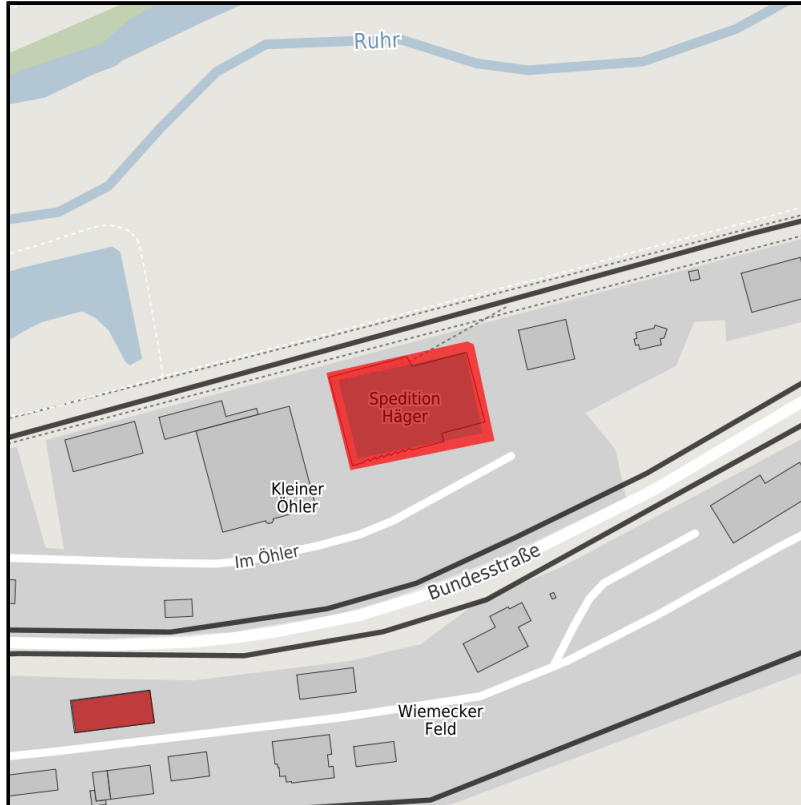 Ruhr
Spedition
Häger
Kleiner
Öhler
Im Öhler
Bundesstraße
Wiemecker
Feld